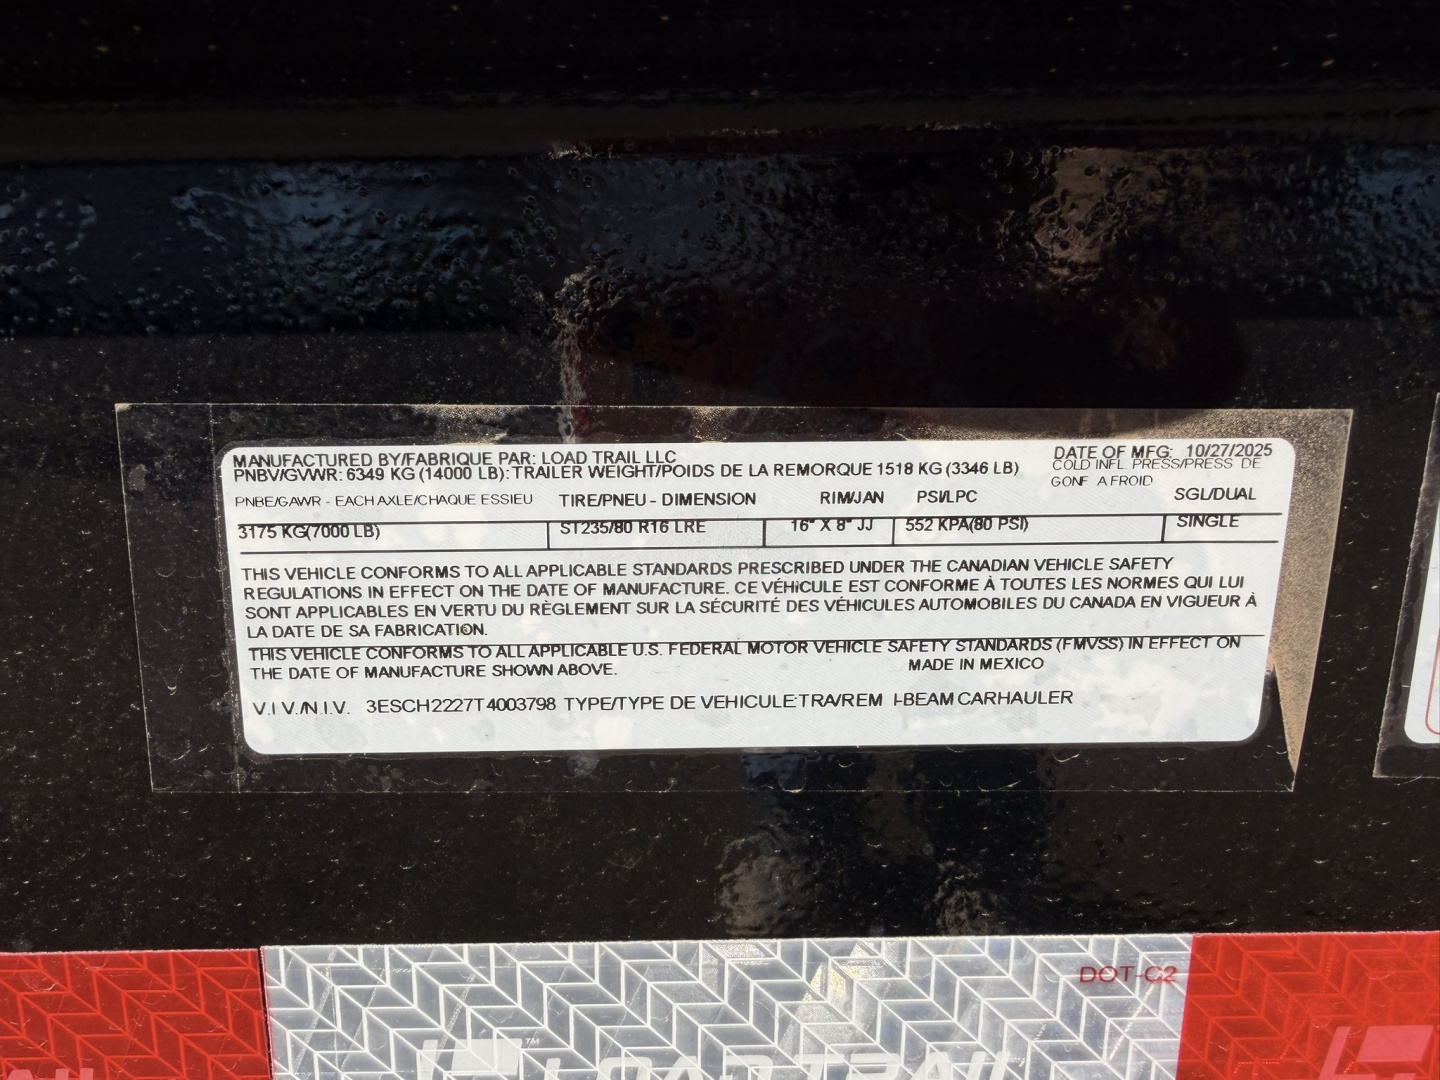 MANUFACTURED BY/FABRIQUE PAR: LOAD TRAIL LLC DATE OF MFG: 10/27/2025
PNBV/GVWR: 6349 KG (14000 LB): TRAILER WEIGHT/POIDS DE LA REMORQUE 1518 KG (3346 LB) COLD INFL PRESS/PRESS DE
GONF A FROID
PNBE/GAWR - EACH AXLE/CHAQUE ESSIEU TIRE/PNEU - DIMENSION RIM/JAN PSI/LPC SGL/DUAL
3175 KG(7000 LB) ST235/80 R16 LRE 16" X 8" JJ 552 KPA(80 PSI) SINGLE
THIS VEHICLE CONFORMS TO ALL APPLICABLE STANDARDS PRESCRIBED UNDER THE CANADIAN VEHICLE SAFETY
REGULATIONS IN EFFECT ON THE DATE OF MANUFACTURE. CE VÉHICULE EST CONFORME À TOUTES LES NORMES QUI LUI
SONT APPLICABLES EN VERTU DU RÈGLEMENT SUR LA SÉCURITÉ DES VÉHICULES AUTOMOBILES DU CANADA EN VIGUEUR À
LA DATE DE SA FABRICATION.
THIS VEHICLE CONFORMS TO ALL APPLICABLE U.S. FEDERAL MOTOR VEHICLE SAFETY STANDARDS (FMVSS) IN EFFECT ON
THE DATE OF MANUFACTURE SHOWN ABOVE. MADE IN MEXICO
V.I.V./N.I.V. 3ESCH2227T4003798 TYPE/TYPE DE VEHICULE:TRA/REM I-BEAM CARHAULER
DOT-C2
LOAD TRAIL ™